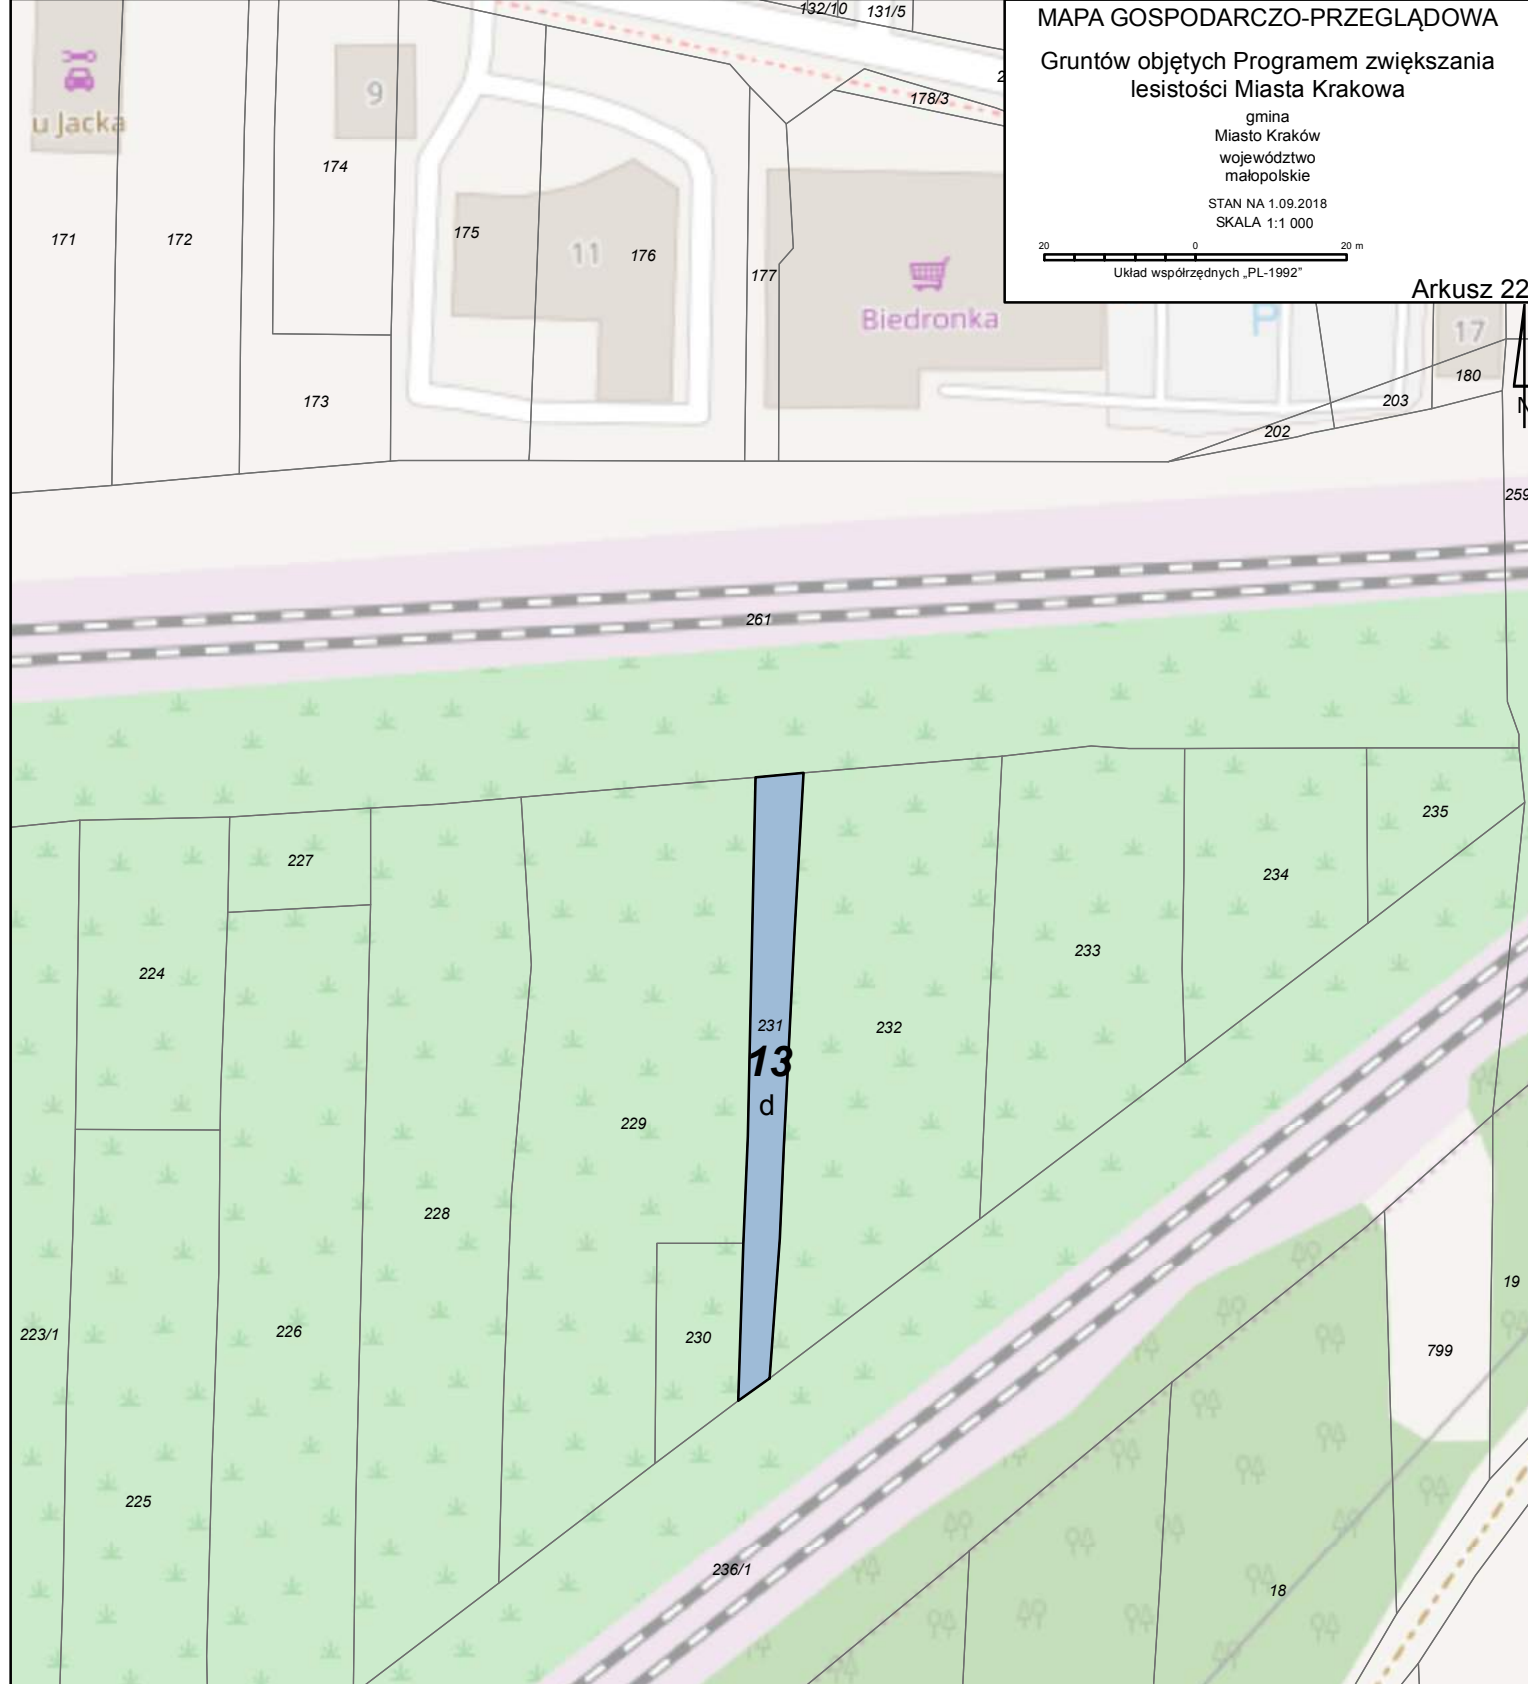 132/10
131/5
MAPA GOSPODARCZO-PRZEGLĄDOWA
Gruntów objętych Programem zwiększania
lesistości Miasta Krakowa
gmina
Miasto Kraków
województwo
małopolskie
STAN NA 1.09.2018
SKALA 1:1 000
20 0 20 m
Układ współrzędnych „PL-1992”
Arkusz 22
N
u Jacka
9
178/3
174
171
172
175
11
176
177
Biedronka
P
17
180
173
203
202
259
261
235
227
234
224
233
231
232
13
d
229
228
19
223/1
226
230
799
225
236/1
18